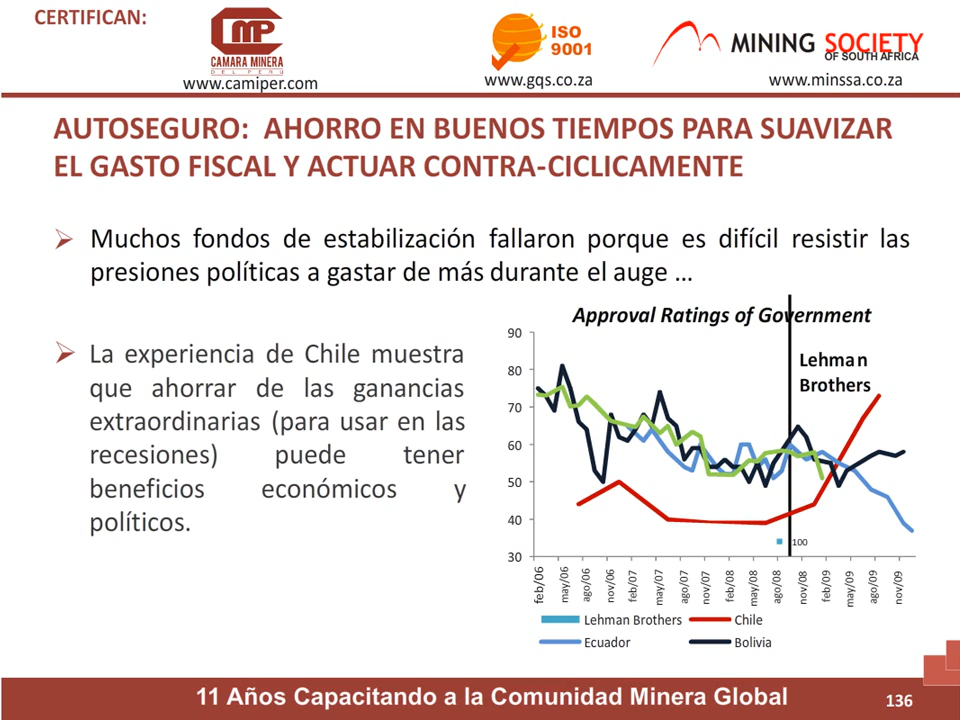 CERTIFICAN:
CMP
CAMARA MINERA
DEL PERU
www.camiper.com
ISO
9001
www.gqs.co.za
MINING SOCIETY
OF SOUTH AFRICA
www.minssa.co.za
AUTOSEGURO: AHORRO EN BUENOS TIEMPOS PARA SUAVIZAR
EL GASTO FISCAL Y ACTUAR CONTRA-CICLICAMENTE
Muchos fondos de estabilización fallaron porque es difícil resistir las
presiones políticas a gastar de más durante el auge …
La experiencia de Chile muestra
que ahorrar de las ganancias
extraordinarias (para usar en las
recesiones) puede tener
beneficios económicos y
políticos.
Approval Ratings of Government
Lehman
Brothers
90
80
70
60
50
40
30
100
feb/06 may/06 ago/06 nov/06 feb/07 may/07 ago/07 nov/07 feb/08 may/08 ago/08 nov/08 feb/09 may/09 ago/09 nov/09
Lehman Brothers Chile
Ecuador Bolivia
11 Años Capacitando a la Comunidad Minera Global
136